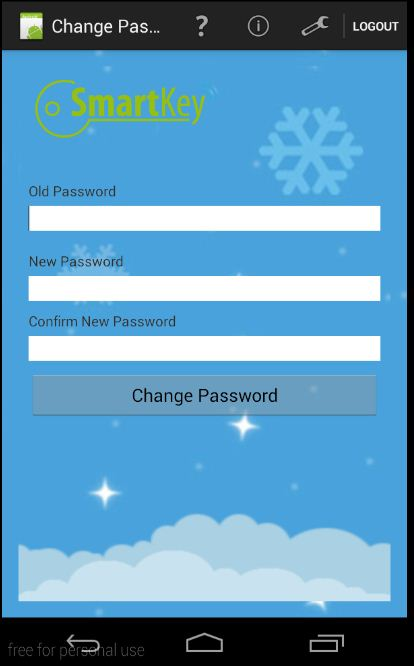 Change Pas...
?
LOGOUT
SmartKey
Old Password
New Password
Confirm New Password
Change Password
free for personal use